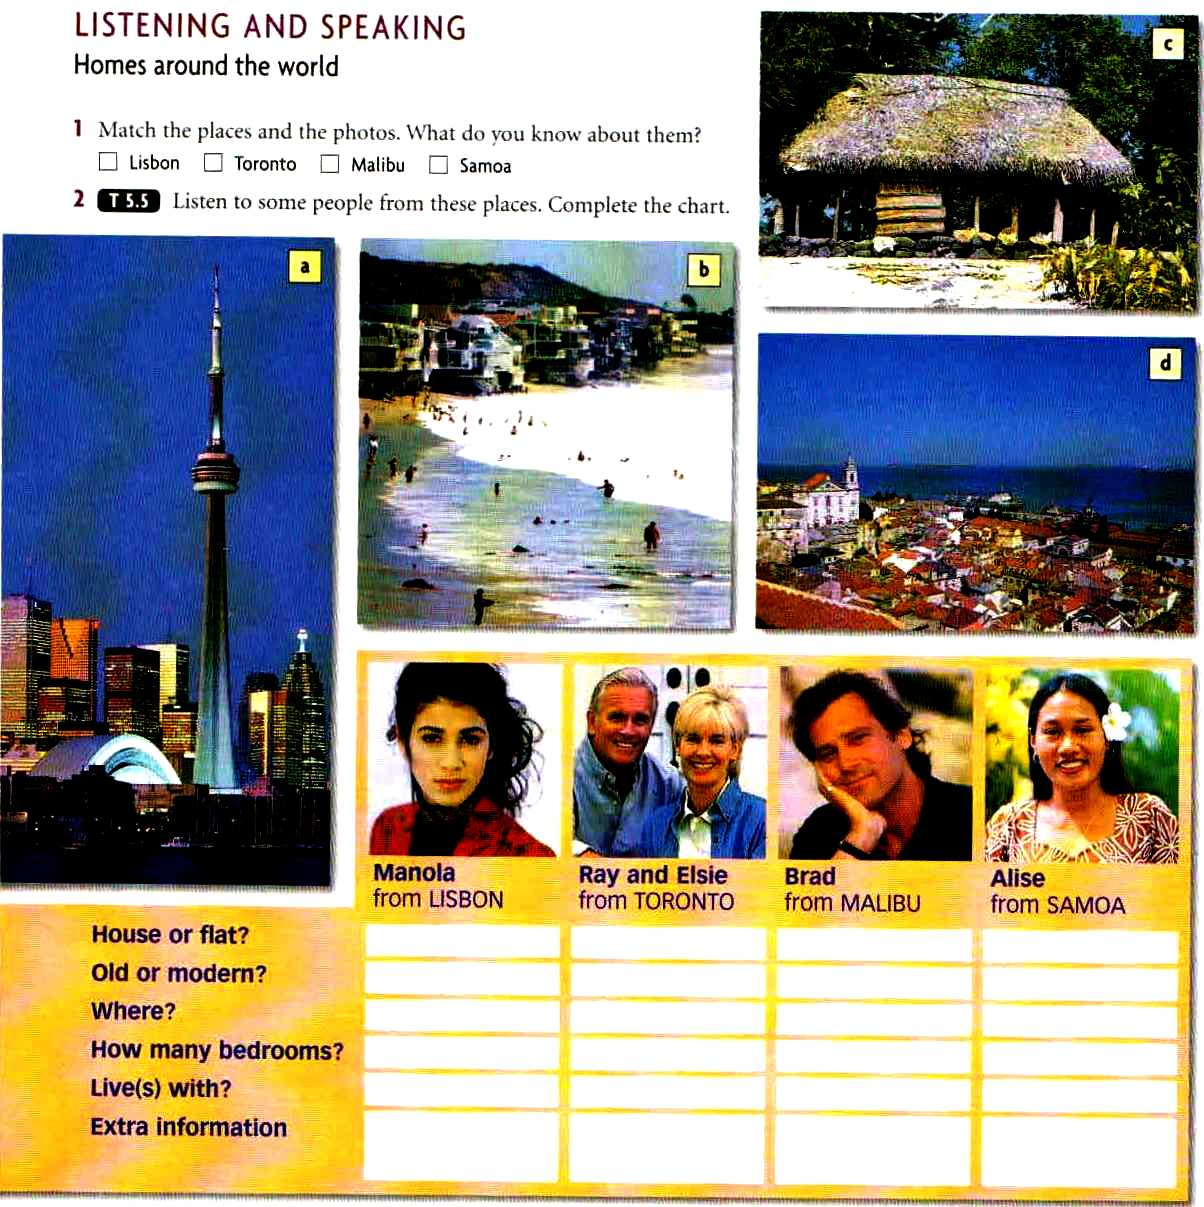 LISTENING AND SPEAKING
Homes around the world
1 Match the places and the photos. What do you know about them?
Lisbon Toronto Malibu Samoa
2 T 5.5 Listen to some people from these places. Complete the chart.
a
b
c
d
Manola
from LISBON
Ray and Elsie
from TORONTO
Brad
from MALIBU
Alise
from SAMOA
House or flat?
Old or modern?
Where?
How many bedrooms?
Live(s) with?
Extra information